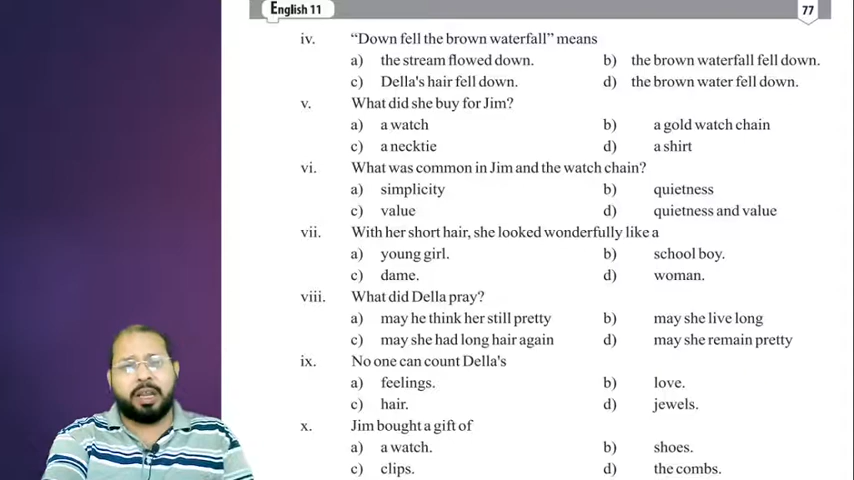 English 11
77
iv. “Down fell the brown waterfall” means
a) the stream flowed down. b) the brown waterfall fell down.
c) Della's hair fell down. d) the brown water fell down.
v. What did she buy for Jim?
a) a watch b) a gold watch chain
c) a necktie d) a shirt
vi. What was common in Jim and the watch chain?
a) simplicity b) quietness
c) value d) quietness and value
vii. With her short hair, she looked wonderfully like a
a) young girl. b) school boy.
c) dame. d) woman.
viii. What did Della pray?
a) may he think her still pretty b) may she live long
c) may she had long hair again d) may she remain pretty
ix. No one can count Della's
a) feelings. b) love.
c) hair. d) jewels.
x. Jim bought a gift of
a) a watch. b) shoes.
c) clips. d) the combs.